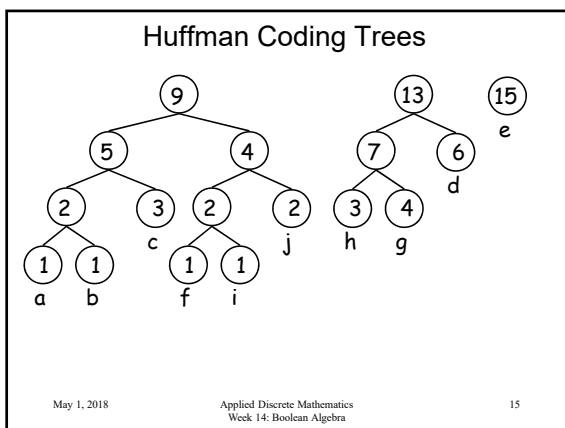 Huffman Coding Trees
9 13 15
e
5 4 7 6
d
2 3 2 2 3 4
c j h g
1 1 1 1
a b f i
May 1, 2018 Applied Discrete Mathematics 15
Week 14: Boolean Algebra